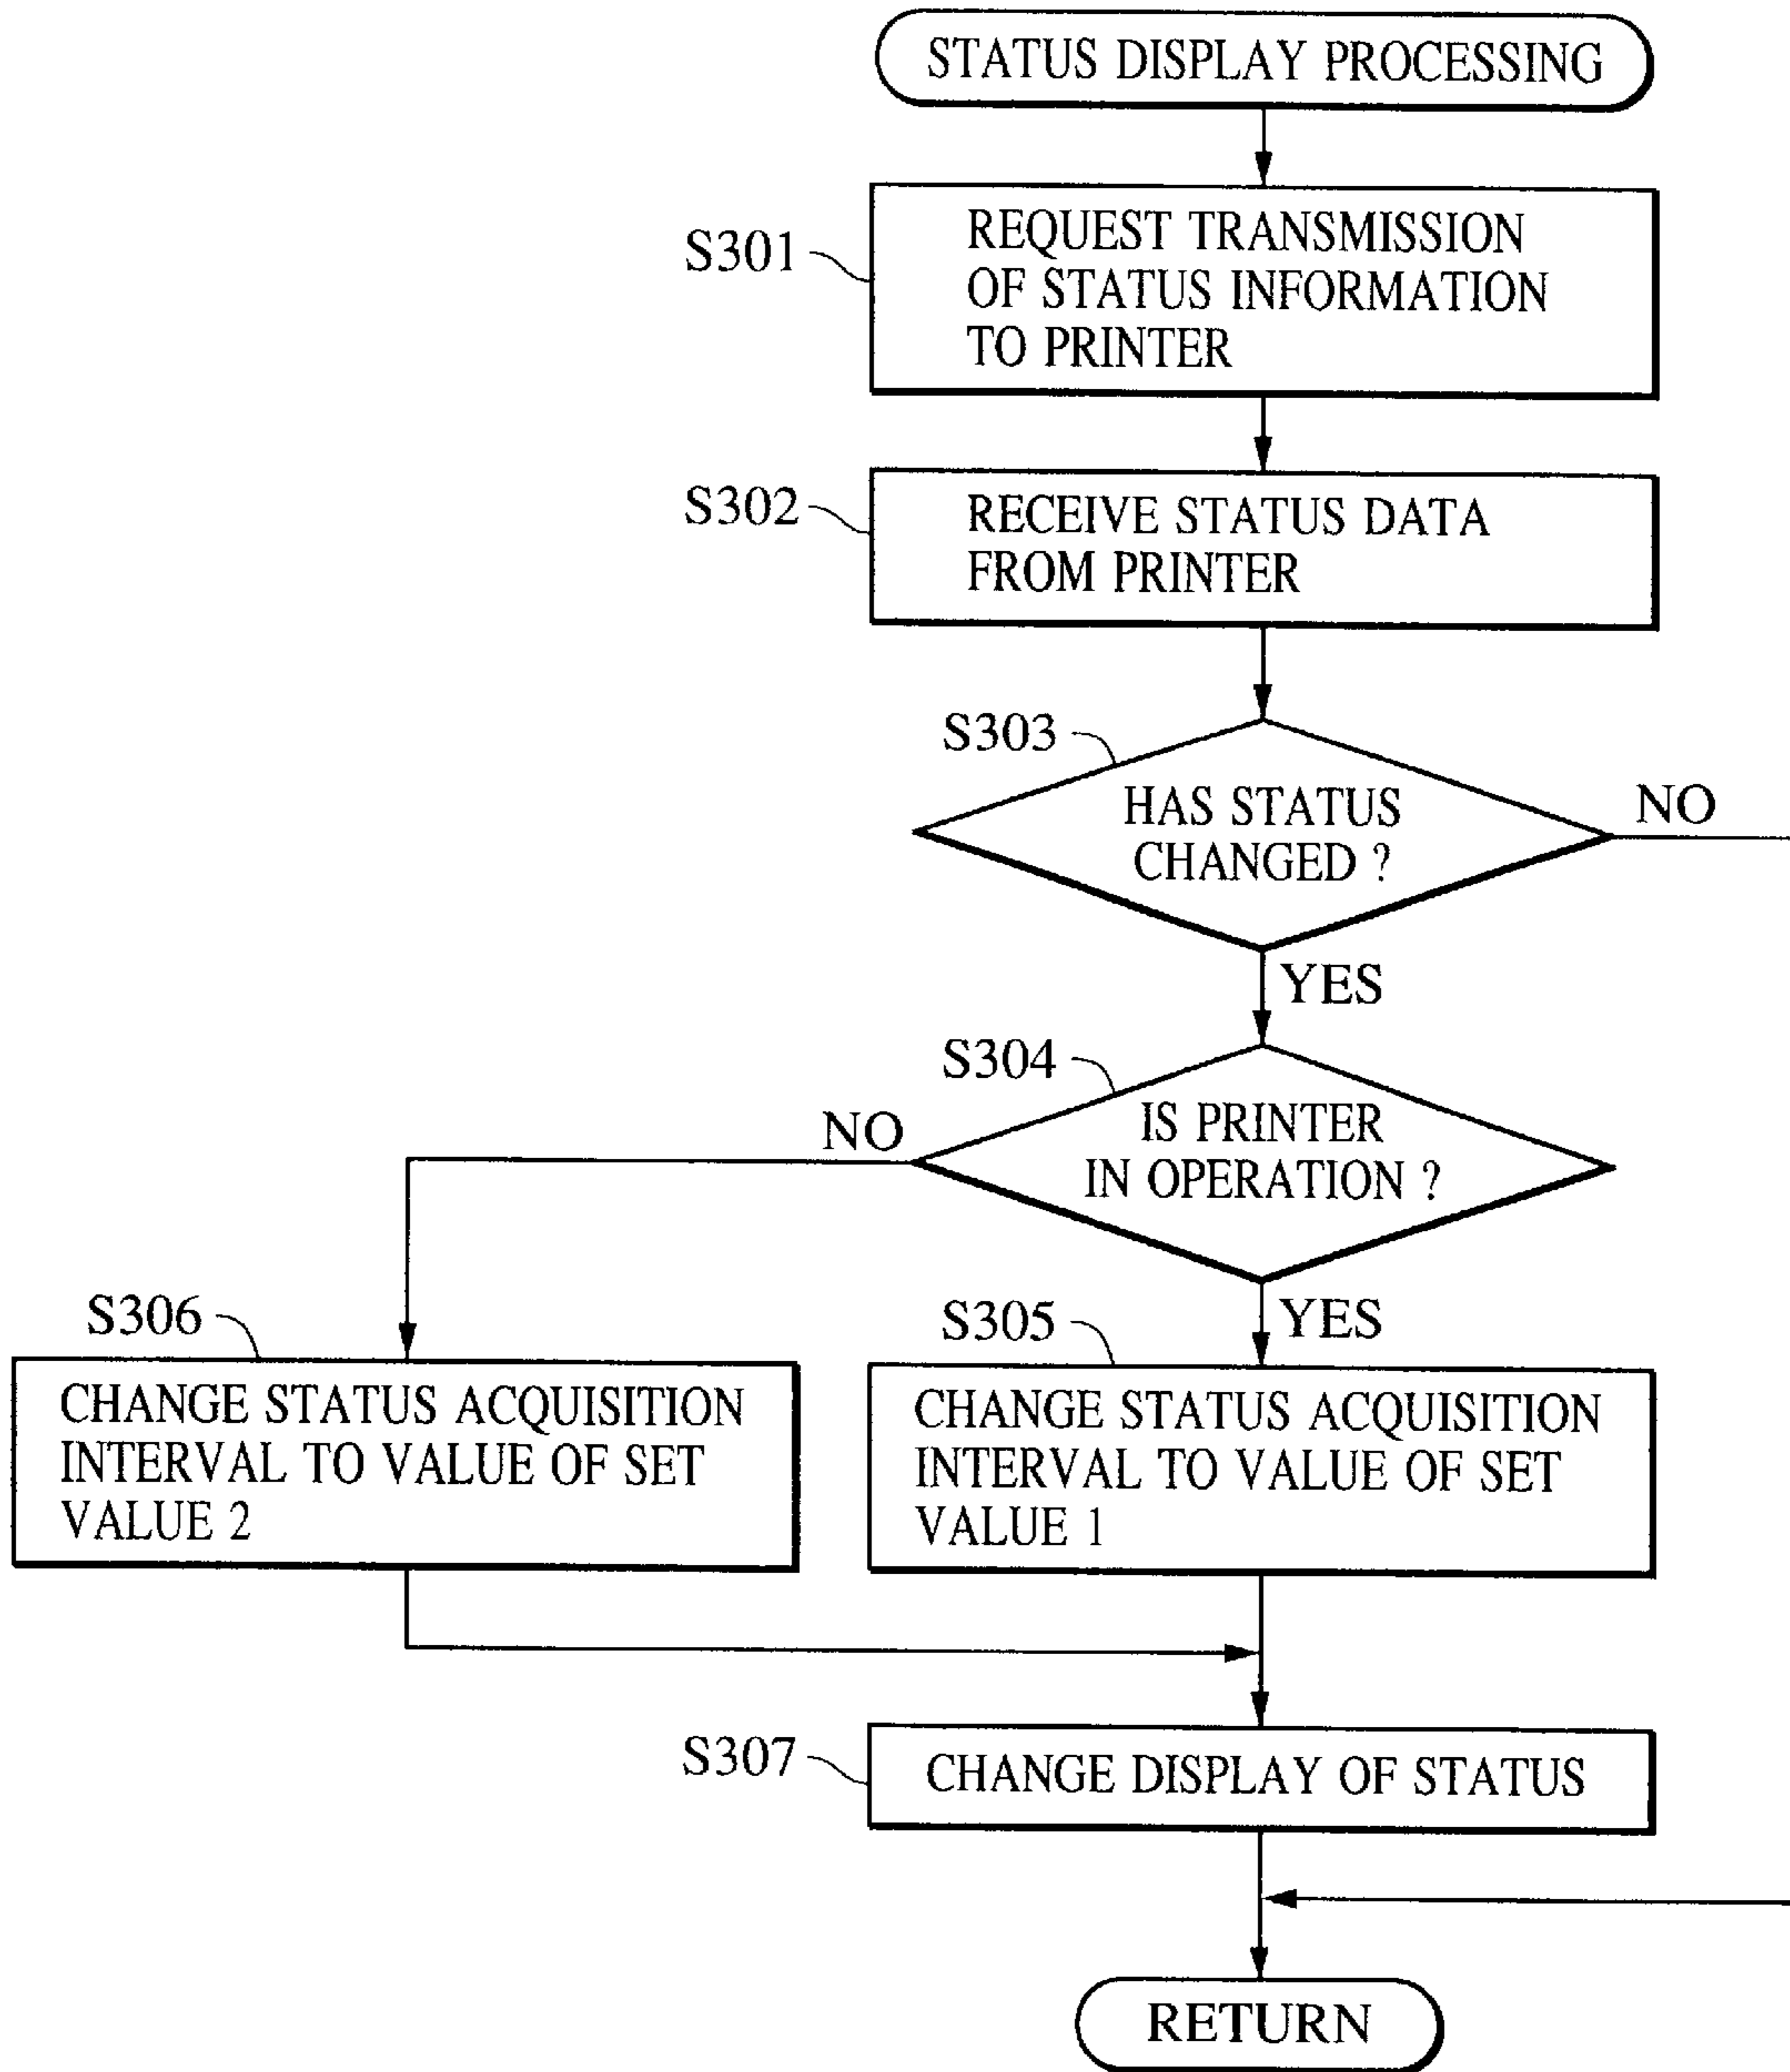 STATUS DISPLAY PROCESSING
S301
REQUEST TRANSMISSION
OF STATUS INFORMATION
TO PRINTER
S302
RECEIVE STATUS DATA
FROM PRINTER
S303
HAS STATUS
CHANGED ?
NO
YES
S304
IS PRINTER
IN OPERATION ?
NO
YES
S306
CHANGE STATUS ACQUISITION
INTERVAL TO VALUE OF SET
VALUE 2
S305
CHANGE STATUS ACQUISITION
INTERVAL TO VALUE OF SET
VALUE 1
S307
CHANGE DISPLAY OF STATUS
RETURN